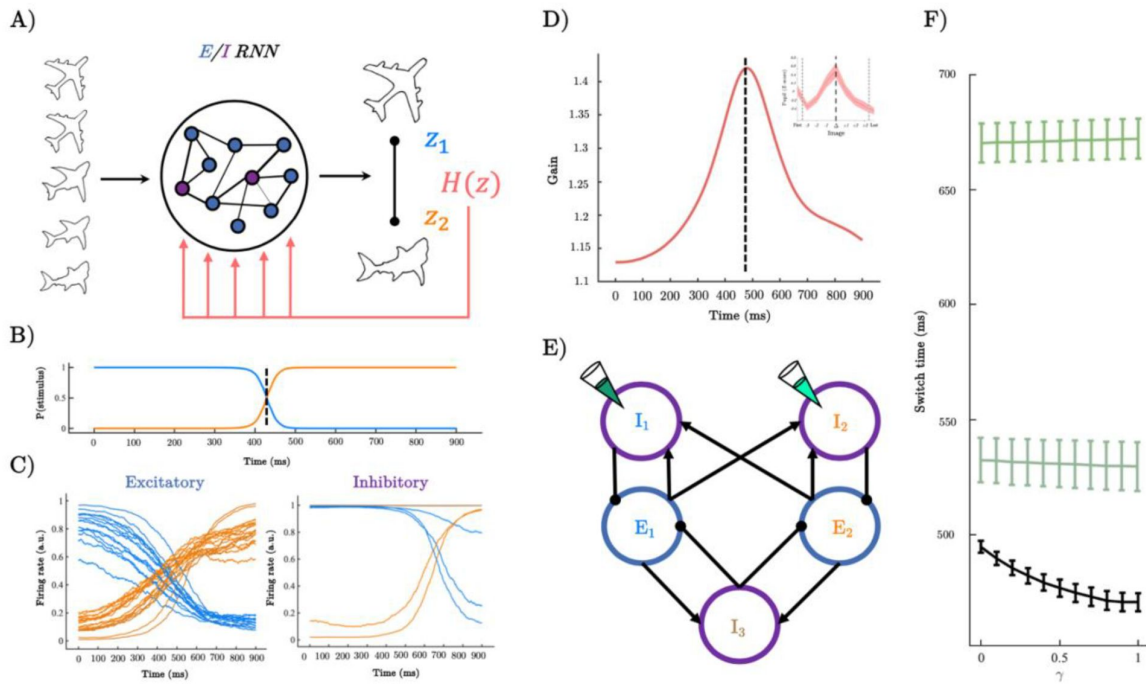 A)
E/I RNN
z1
H(z)
z2
B)
P(stimulus)
1
0.5
0
0 100 200 300 400 500 600 700 800 900
Time (ms)
C)
Excitatory
Firing rate (a.u.)
1
0.8
0.6
0.4
0.2
0
0 100 200 300 400 500 600 700 800 900
Time (ms)
Inhibitory
Firing rate (a.u.)
1
0.8
0.6
0.4
0.2
0
0 100 200 300 400 500 600 700 800 900
Time (ms)
D)
Gain
1.4
1.35
1.3
1.25
1.2
1.15
1.1
0 100 200 300 400 500 600 700 800 900
Time (ms)
Pupil (Z-score)
Image
E)
I1
I2
E1
E2
I3
F)
Switch time (ms)
700
650
600
550
500
0 0.5 1
γ